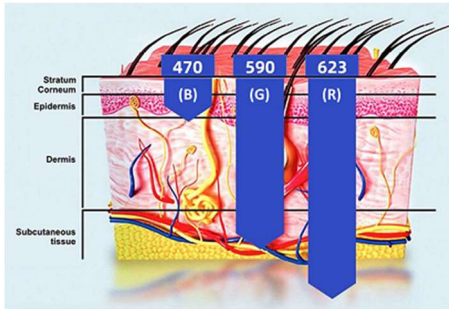 470 590 623
(B) (G) (R)
Stratum
Corneum
Epidermis
Dermis
Subcutaneous
tissue